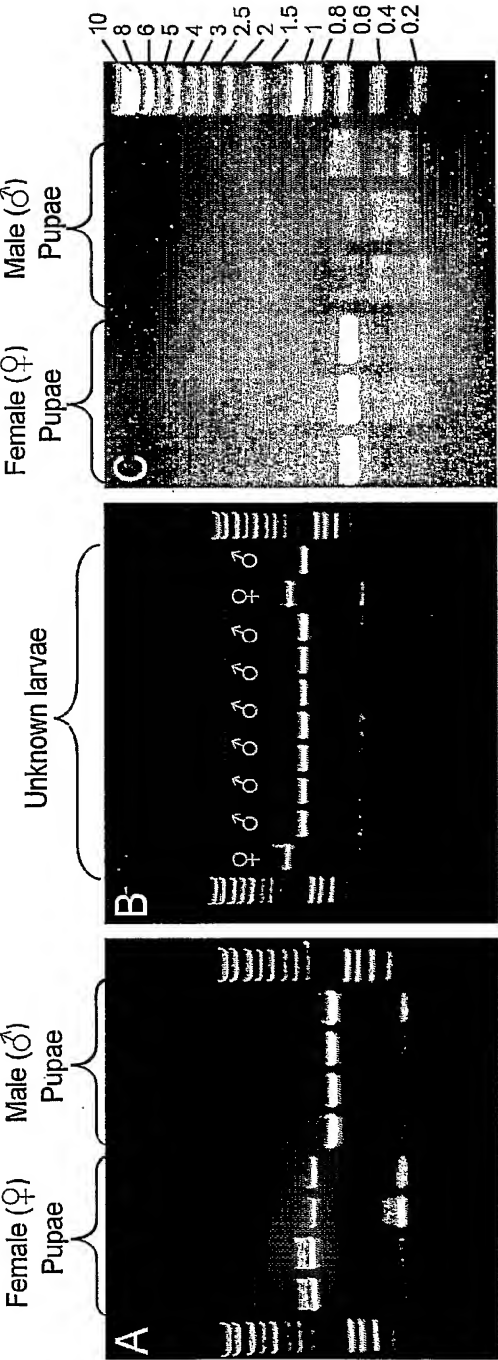 A
Female (♀)
Pupae
Male (♂)
Pupae
B
Unknown larvae
♀ ♂ ♂ ♂ ♂ ♂ ♂ ♂ ♀ ♂
C
Female (♀)
Pupae
Male (♂)
Pupae
10
8
6
5
4
3
2.5
2
1.5
1
0.8
0.6
0.4
0.2